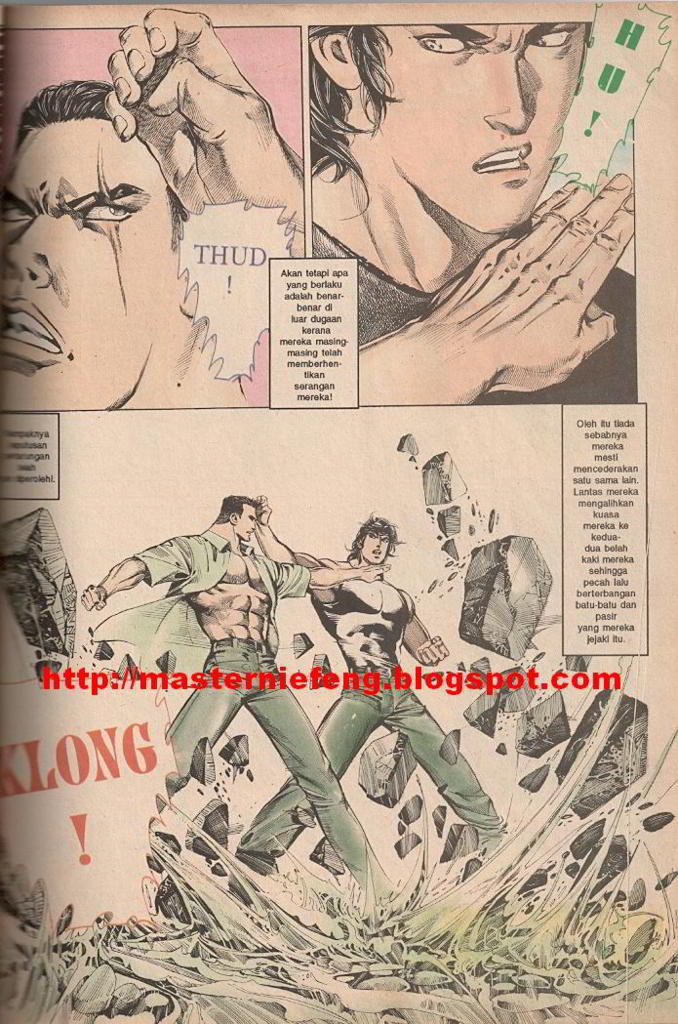 HU!
THUD
!
Akan tetapi apa
yang berlaku
adalah benar-
benar di
luar dugaan
kerana
mereka masing-
masing telah
memberhen-
tikan
serangan
mereka!
telah
diperolehi.
Oleh itu tiada
sebabnya
mereka
mesti
mencederakan
satu sama lain.
Lantas mereka
mengalihkan
kuasa
mereka ke
kedua-
dua belah
kaki mereka
sehingga
pecah lalu
berterbangan
batu-batu dan
pasir
yang mereka
jejaki itu.
http://masterniefeng.blogspot.com
KLONG
!